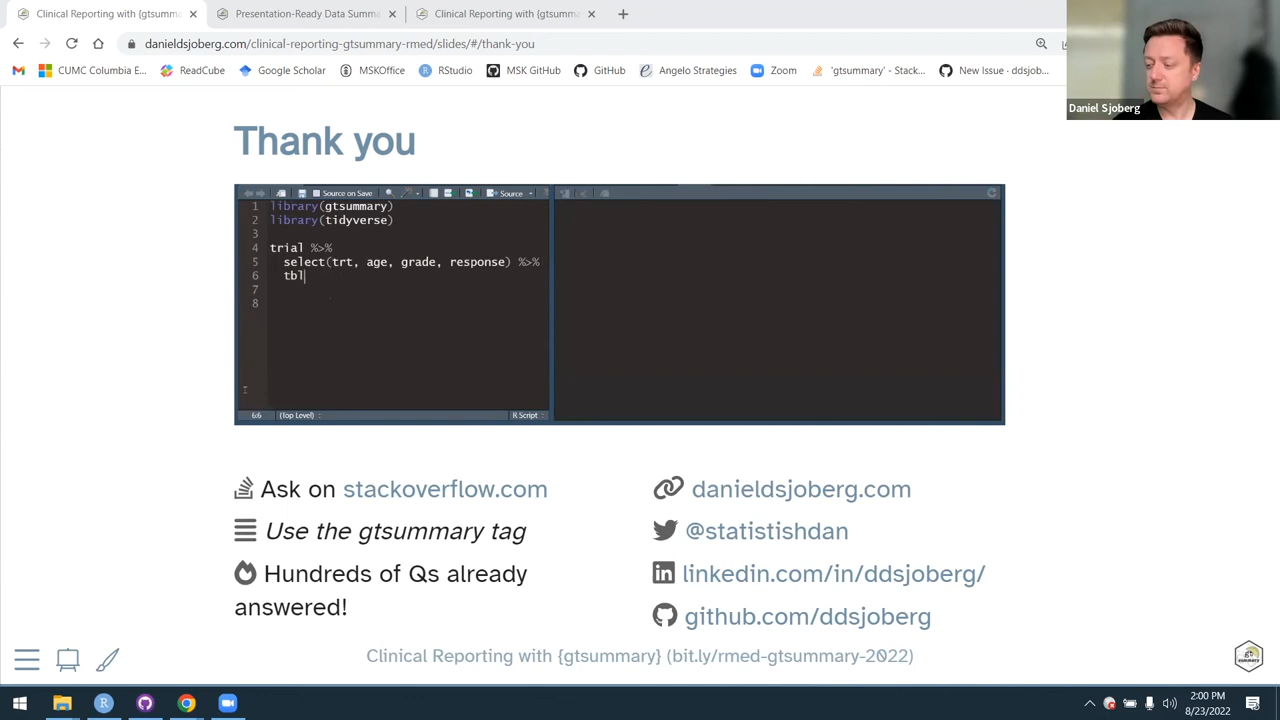 Clinical Reporting with {gtsumm
Presentation-Ready Data Summa
Clinical Reporting with {gtsumma
danieldsjoberg.com/clinical-reporting-gtsummary-rmed/slides/#/thank-you
CUMC Columbia E...
ReadCube
Google Scholar
MSKOffice
RStudio
MSK GitHub
GitHub
Angelo Strategies
Zoom
'gtsummary' - Stack...
New Issue · ddsjob...
Daniel Sjoberg
Thank you
Source on Save
Source
1 library(gtsummary)
2 library(tidyverse)
3
4 trial %>%
5 select(trt, age, grade, response) %>%
6 tbl
7
8
6:6 (Top Level) R Script
Ask on stackoverflow.com
Use the gtsummary tag
Hundreds of Qs already
answered!
danieldsjoberg.com
@statistishdan
linkedin.com/in/ddsjoberg/
github.com/ddsjoberg
Clinical Reporting with {gtsummary} (bit.ly/rmed-gtsummary-2022)
gt
summary
2:00 PM
8/23/2022